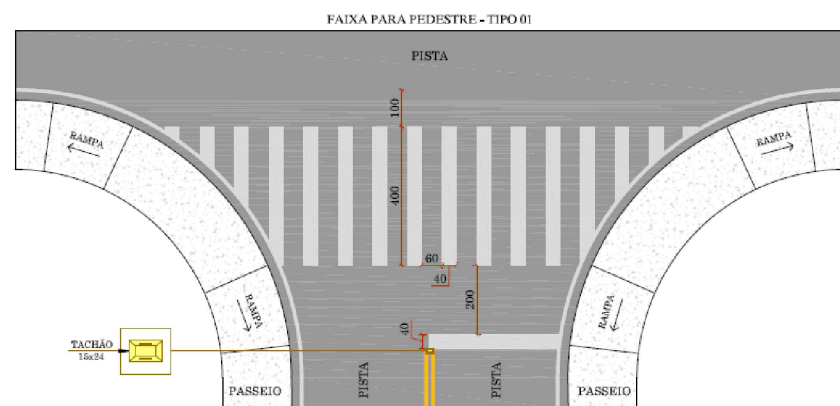 FAIXA PARA PEDESTRE - TIPO 01
PISTA
100
RAMPA
RAMPA
400
60
40
200
RAMPA
RAMPA
40
TACHÃO
15x24
PISTA
PISTA
PASSEIO
PASSEIO